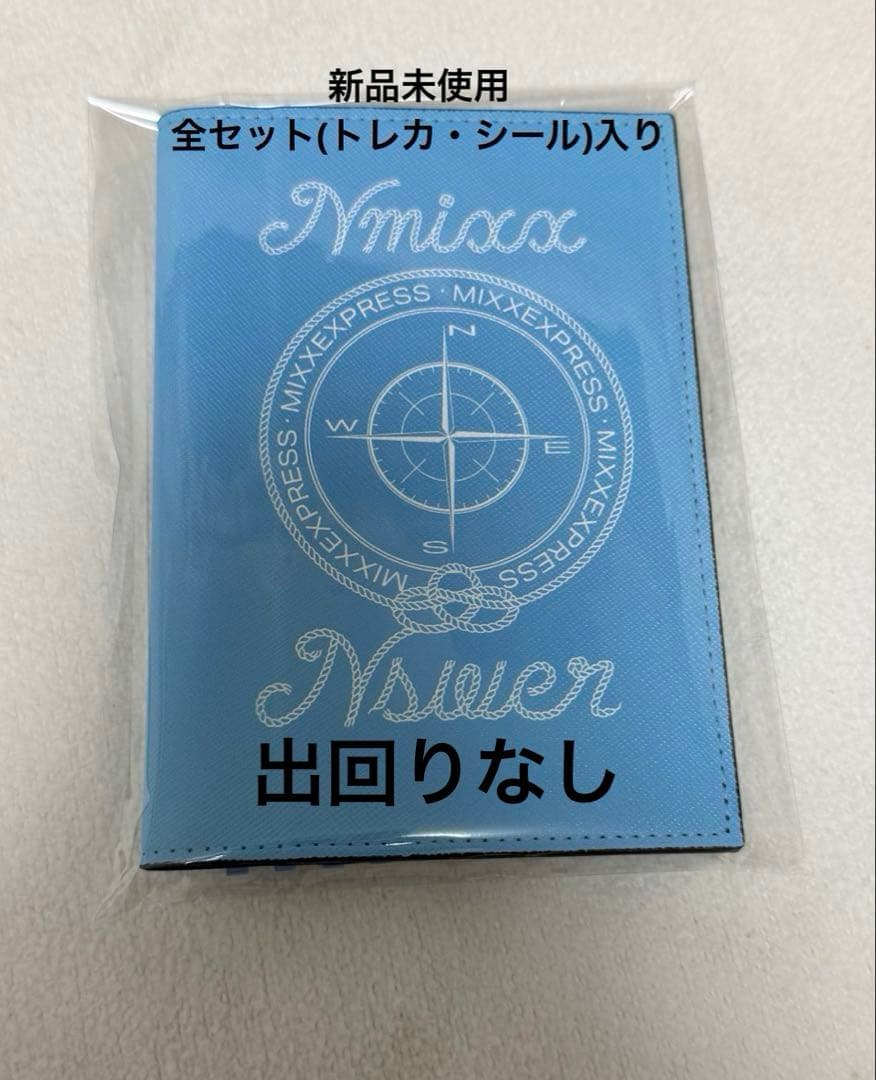 新品未使用
全セット(トレカ・シール)入り
Nmixx
MIXXEXPRESS · MIXXEXPRESS · MIXXEXPRESS · MIXXEXPRESS
N
W
E
S
Nswer
出回りなし